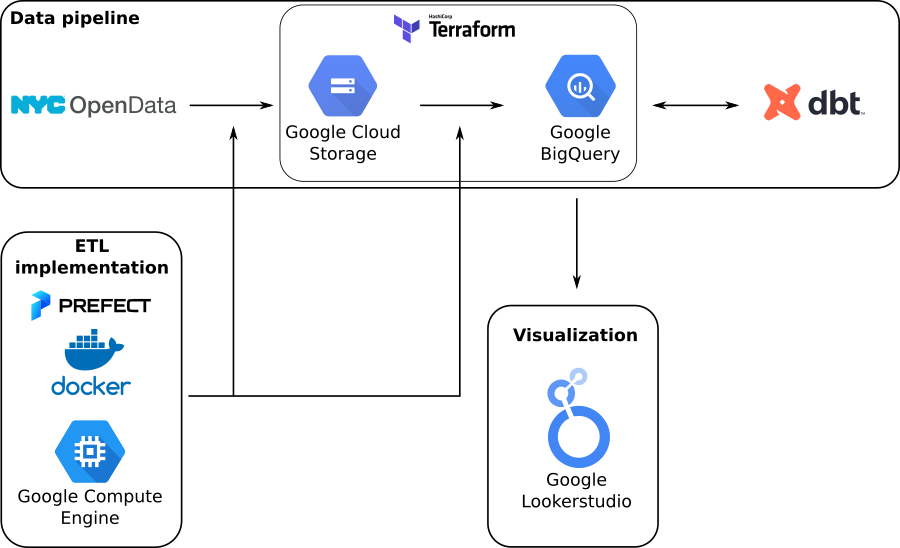 Data pipeline
HashiCorp
Terraform
NYC OpenData
Google Cloud
Storage
Google
BigQuery
dbt
ETL
implementation
PREFECT
docker
Google Compute
Engine
Visualization
Google
Lookerstudio